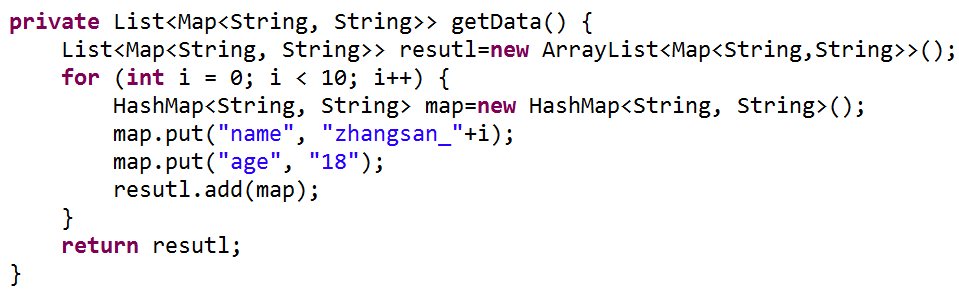 private List<Map<String, String>> getData() {
    List<Map<String, String>> resutl=new ArrayList<Map<String,String>>();
    for (int i = 0; i < 10; i++) {
        HashMap<String, String> map=new HashMap<String, String>();
        map.put("name", "zhangsan_"+i);
        map.put("age", "18");
        resutl.add(map);
    }
    return resutl;
}